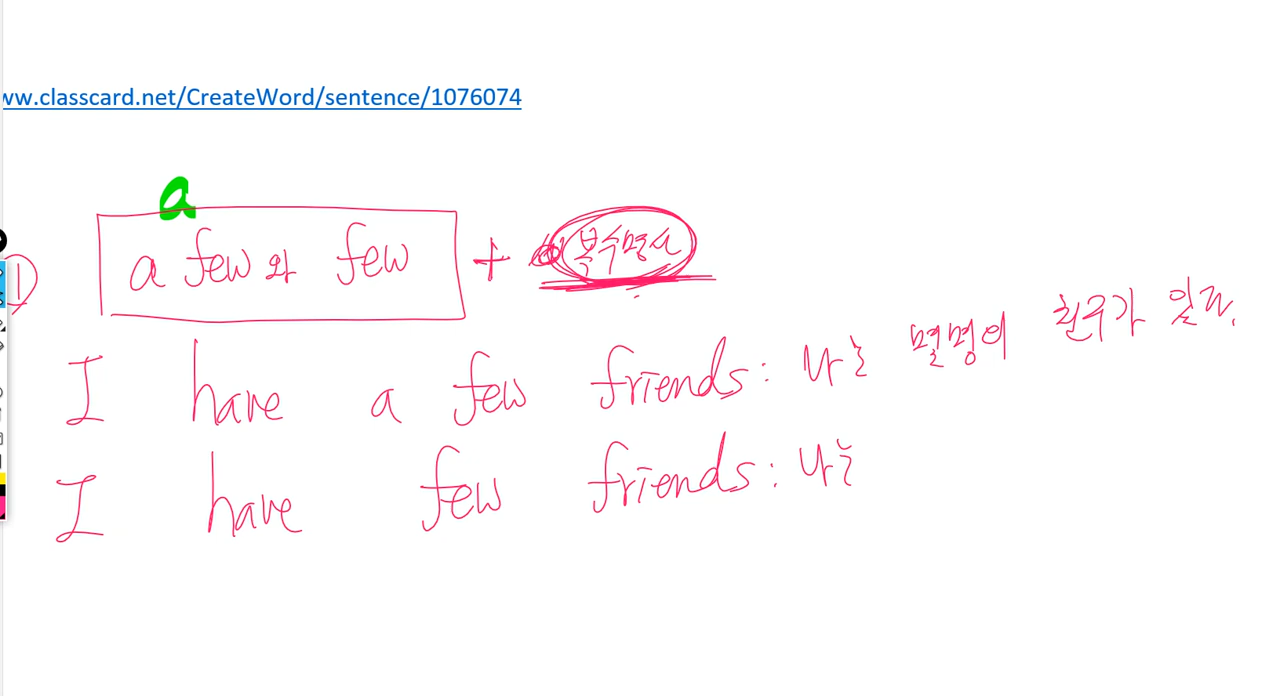 ww.classcard.net/CreateWord/sentence/1076074
a
① a few와 few + 복수명사
I have a few friends : 나는 몇명의 친구가 있다.
I have few friends : 나는